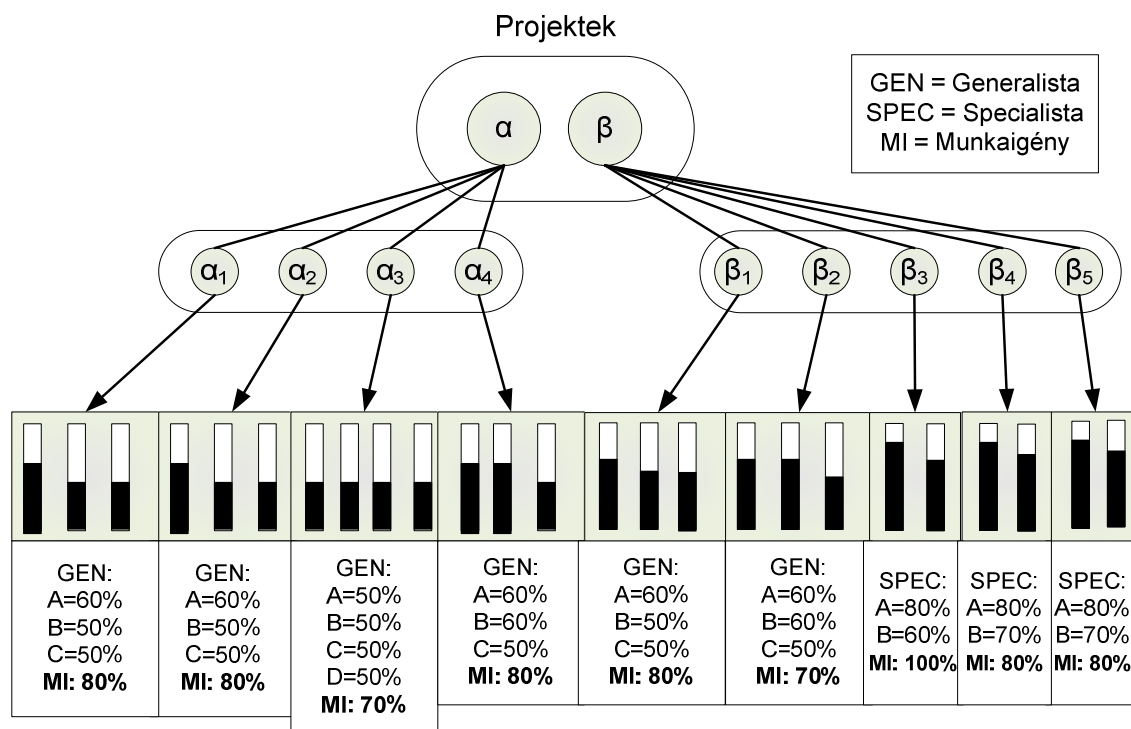 Projektek
GEN = Generalista
SPEC = Specialista
MI = Munkaigény
α
β
α1
α2
α3
α4
β1
β2
β3
β4
β5
GEN:
A=60%
B=50%
C=50%
MI: 80%
GEN:
A=60%
B=50%
C=50%
MI: 80%
GEN:
A=50%
B=50%
C=50%
D=50%
MI: 70%
GEN:
A=60%
B=60%
C=50%
MI: 80%
GEN:
A=60%
B=50%
C=50%
MI: 80%
GEN:
A=60%
B=60%
C=50%
MI: 70%
SPEC:
A=80%
B=60%
MI: 100%
SPEC:
A=80%
B=70%
MI: 80%
SPEC:
A=80%
B=70%
MI: 80%